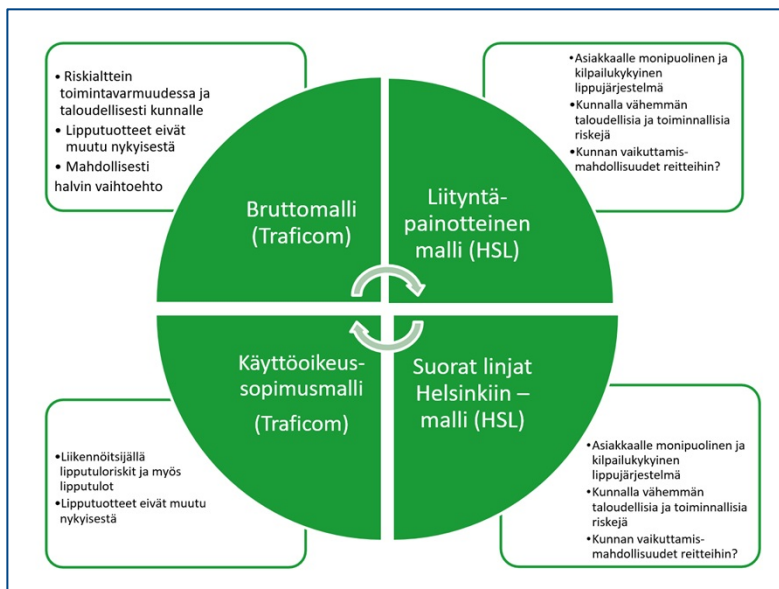 • Riskialttein
toimintavarmuudessa ja
taloudellisesti kunnalle
• Lipputuotteet eivät
muutu nykyisestä
• Mahdollisesti
halvin vaihtoehto
•Asiakkaalle monipuolinen ja
kilpailukykyinen
lippujärjestelmä
•Kunnalla vähemmän
taloudellisia ja toiminnallisia
riskejä
•Kunnan vaikuttamis-
mahdollisuudet reitteihin?
Bruttomalli
(Traficom)
Liityntä-
painotteinen
malli (HSL)
Käyttöoikeus-
sopimusmalli
(Traficom)
Suorat linjat
Helsinkiin –
malli (HSL)
•Liikennöitsijällä
lipputuloriskit ja myös
lipputulot
•Lipputuotteet eivät muutu
nykyisestä
•Asiakkaalle monipuolinen ja
kilpailukykyinen
lippujärjestelmä
•Kunnalla vähemmän
taloudellisia ja toiminnallisia
riskejä
•Kunnan vaikuttamis-
mahdollisuudet reitteihin?